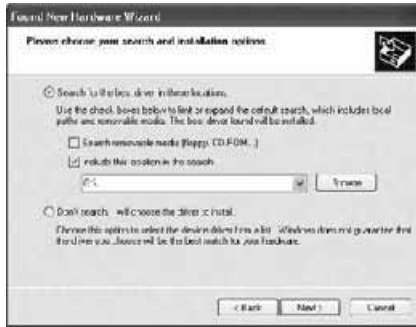 Found New Hardware Wizard
Please choose your search and installation options.
Search for the best driver in these locations.
Use the check boxes below to limit or expand the default search, which includes local
paths and removable media. The best driver found will be installed.
Search removable media (floppy, CD-ROM...)
Include this location in the search:
Browse
Don't search. I will choose the driver to install.
Choose this option to select the device driver from a list. Windows does not guarantee that
the driver you choose will be the best match for your hardware.
< Back
Next >
Cancel